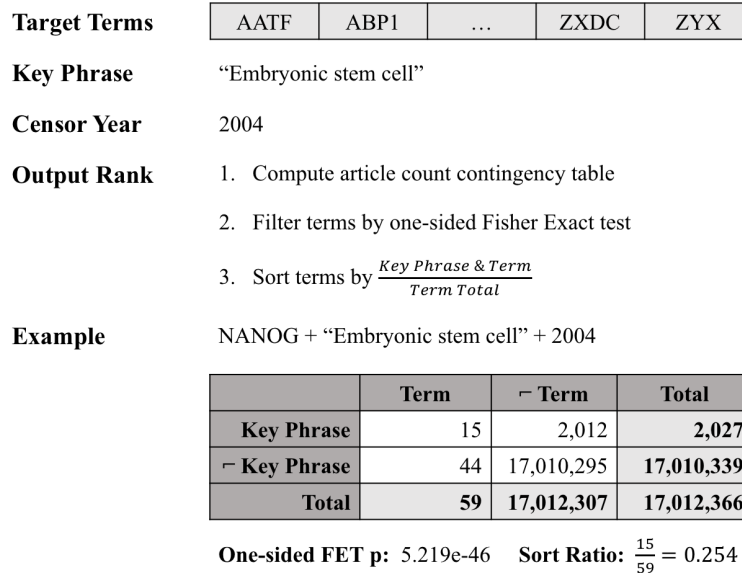 Target Terms AATF ABP1 … ZXDC ZYX
Key Phrase “Embryonic stem cell”
Censor Year 2004
Output Rank 1. Compute article count contingency table
2. Filter terms by one-sided Fisher Exact test
3. Sort terms by Key Phrase & Term / Term Total
Example NANOG + “Embryonic stem cell” + 2004
Term ¬ Term Total
Key Phrase 15 2,012 2,027
¬ Key Phrase 44 17,010,295 17,010,339
Total 59 17,012,307 17,012,366
One-sided FET p: 5.219e-46 Sort Ratio: 15/59 = 0.254